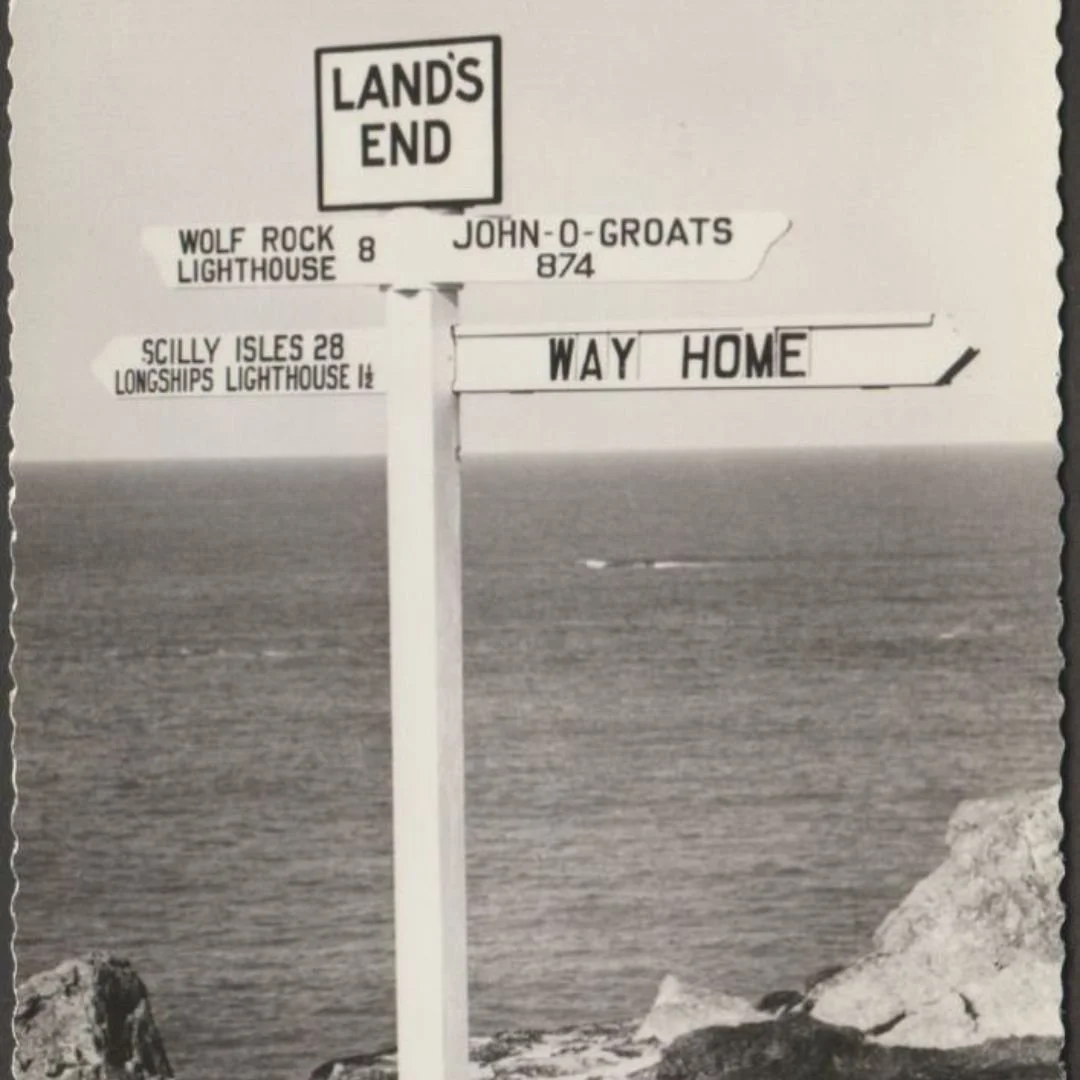 LAND'S
END
WOLF ROCK
LIGHTHOUSE 8
JOHN-O-GROATS
874
SCILLY ISLES 28
LONGSHIPS LIGHTHOUSE 1½
WAY HOME